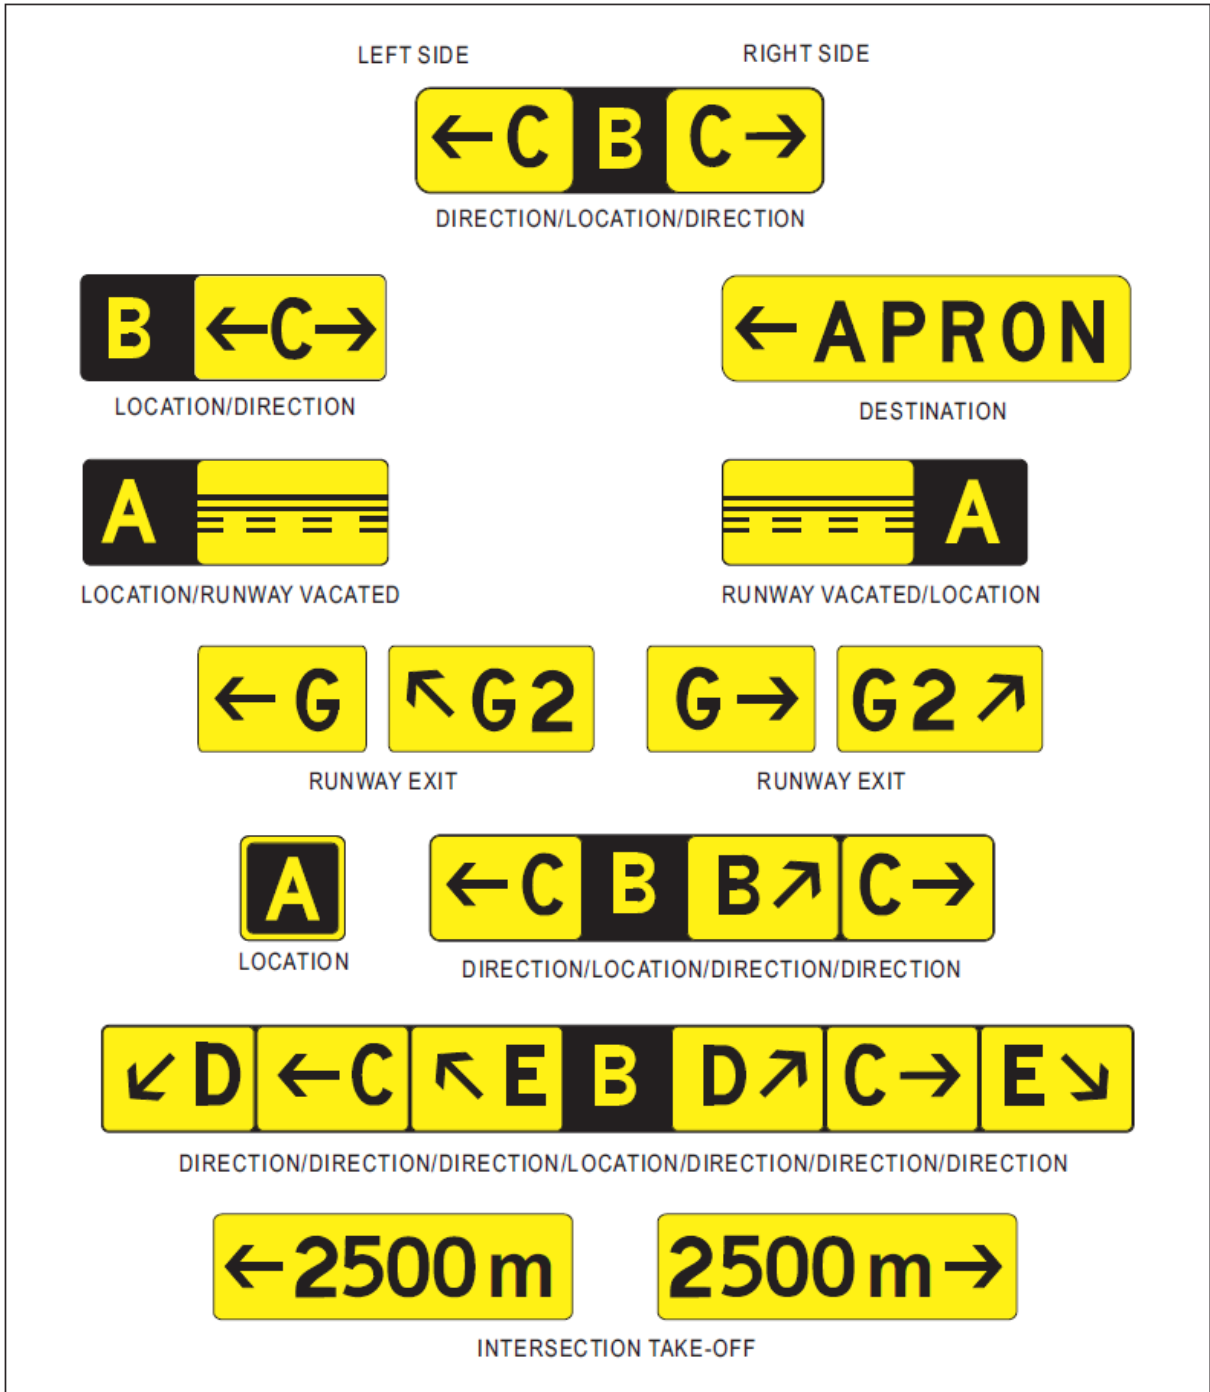 LEFT SIDE RIGHT SIDE
←C B C→
DIRECTION/LOCATION/DIRECTION
B ←C→
LOCATION/DIRECTION
← APRON
DESTINATION
A
LOCATION/RUNWAY VACATED
A
RUNWAY VACATED/LOCATION
←G ↖G2
RUNWAY EXIT
G→ G2↗
RUNWAY EXIT
A
LOCATION
←C B B↗ C→
DIRECTION/LOCATION/DIRECTION/DIRECTION
↙D ←C ↖E B D↗ C→ E↘
DIRECTION/DIRECTION/DIRECTION/LOCATION/DIRECTION/DIRECTION/DIRECTION
←2500m 2500m→
INTERSECTION TAKE-OFF